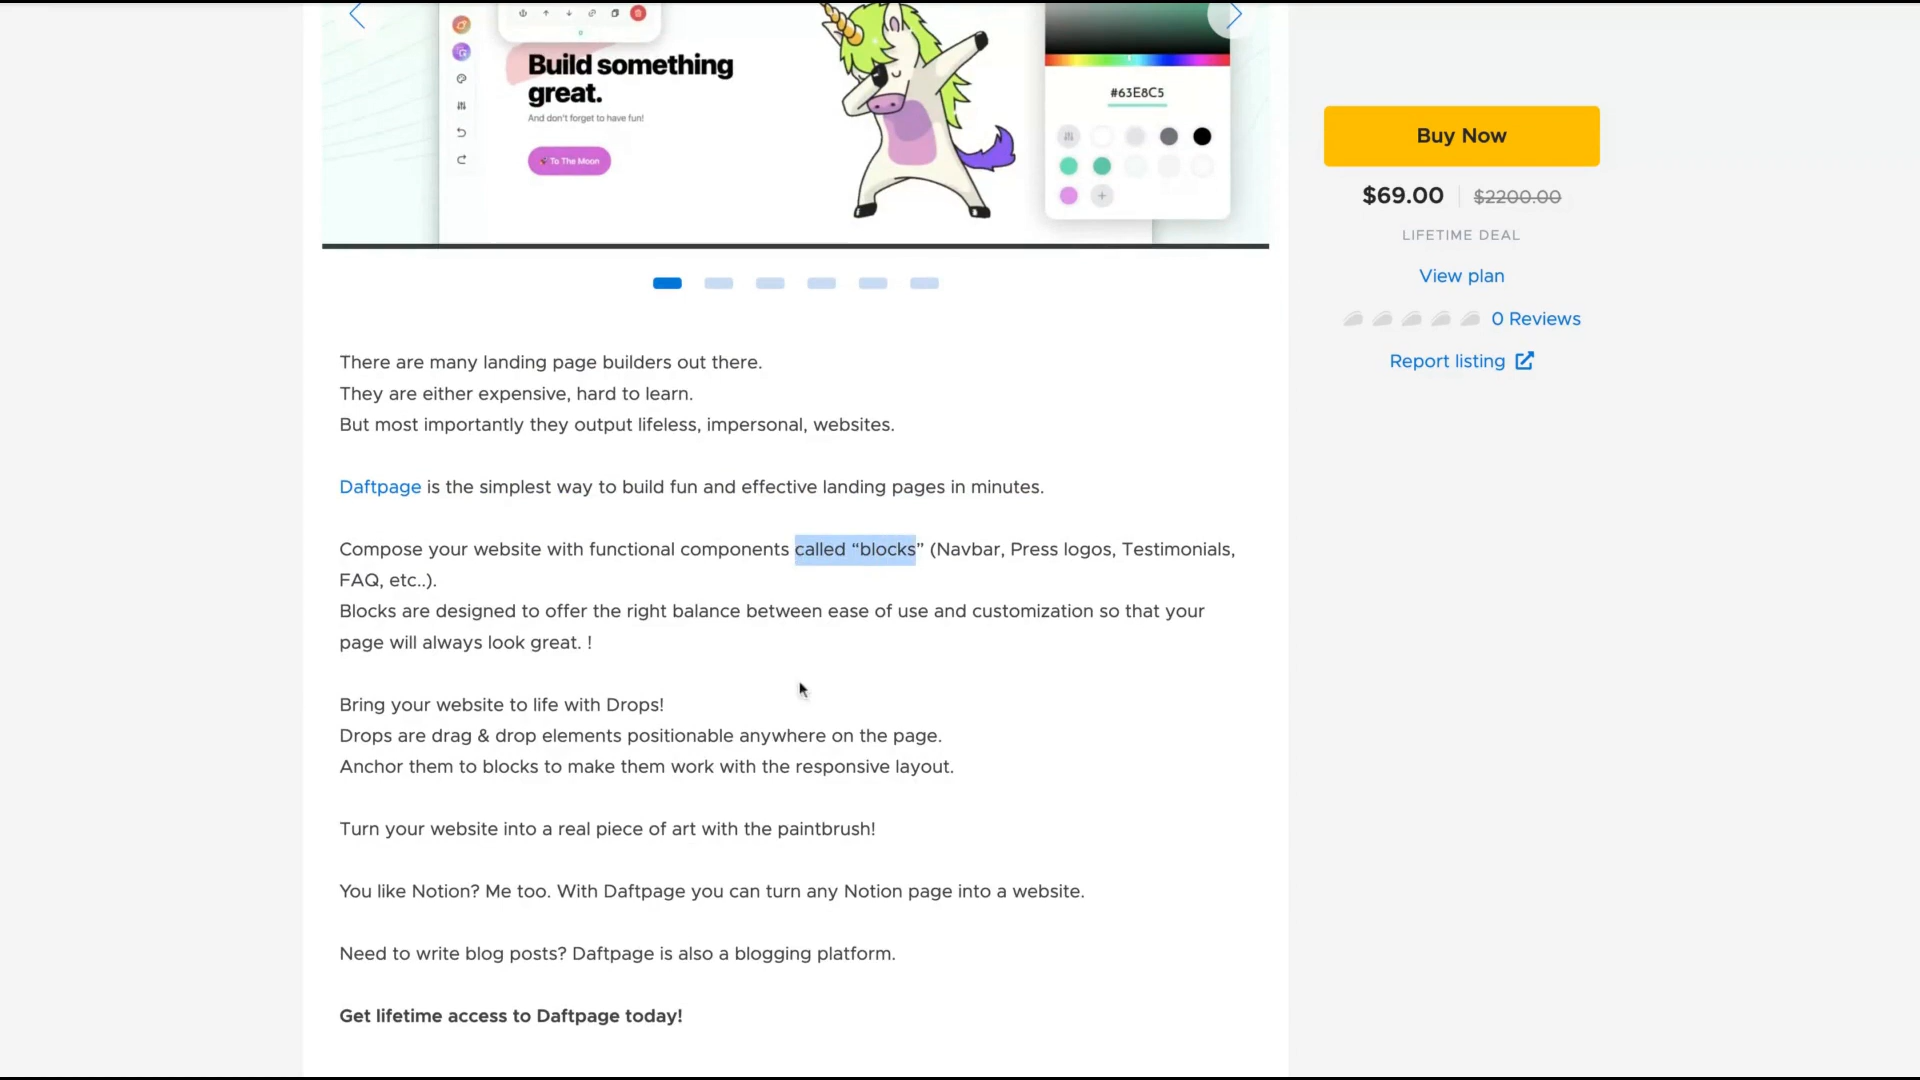 Build something
great.
And don't forget to have fun!
🚀 To The Moon
#63E8C5
Buy Now
$69.00 $2200.00
LIFETIME DEAL
View plan
0 Reviews
Report listing
There are many landing page builders out there.
They are either expensive, hard to learn.
But most importantly they output lifeless, impersonal, websites.
Daftpage is the simplest way to build fun and effective landing pages in minutes.
Compose your website with functional components called “blocks” (Navbar, Press logos, Testimonials,
FAQ, etc..).
Blocks are designed to offer the right balance between ease of use and customization so that your
page will always look great. !
Bring your website to life with Drops!
Drops are drag & drop elements positionable anywhere on the page.
Anchor them to blocks to make them work with the responsive layout.
Turn your website into a real piece of art with the paintbrush!
You like Notion? Me too. With Daftpage you can turn any Notion page into a website.
Need to write blog posts? Daftpage is also a blogging platform.
Get lifetime access to Daftpage today!